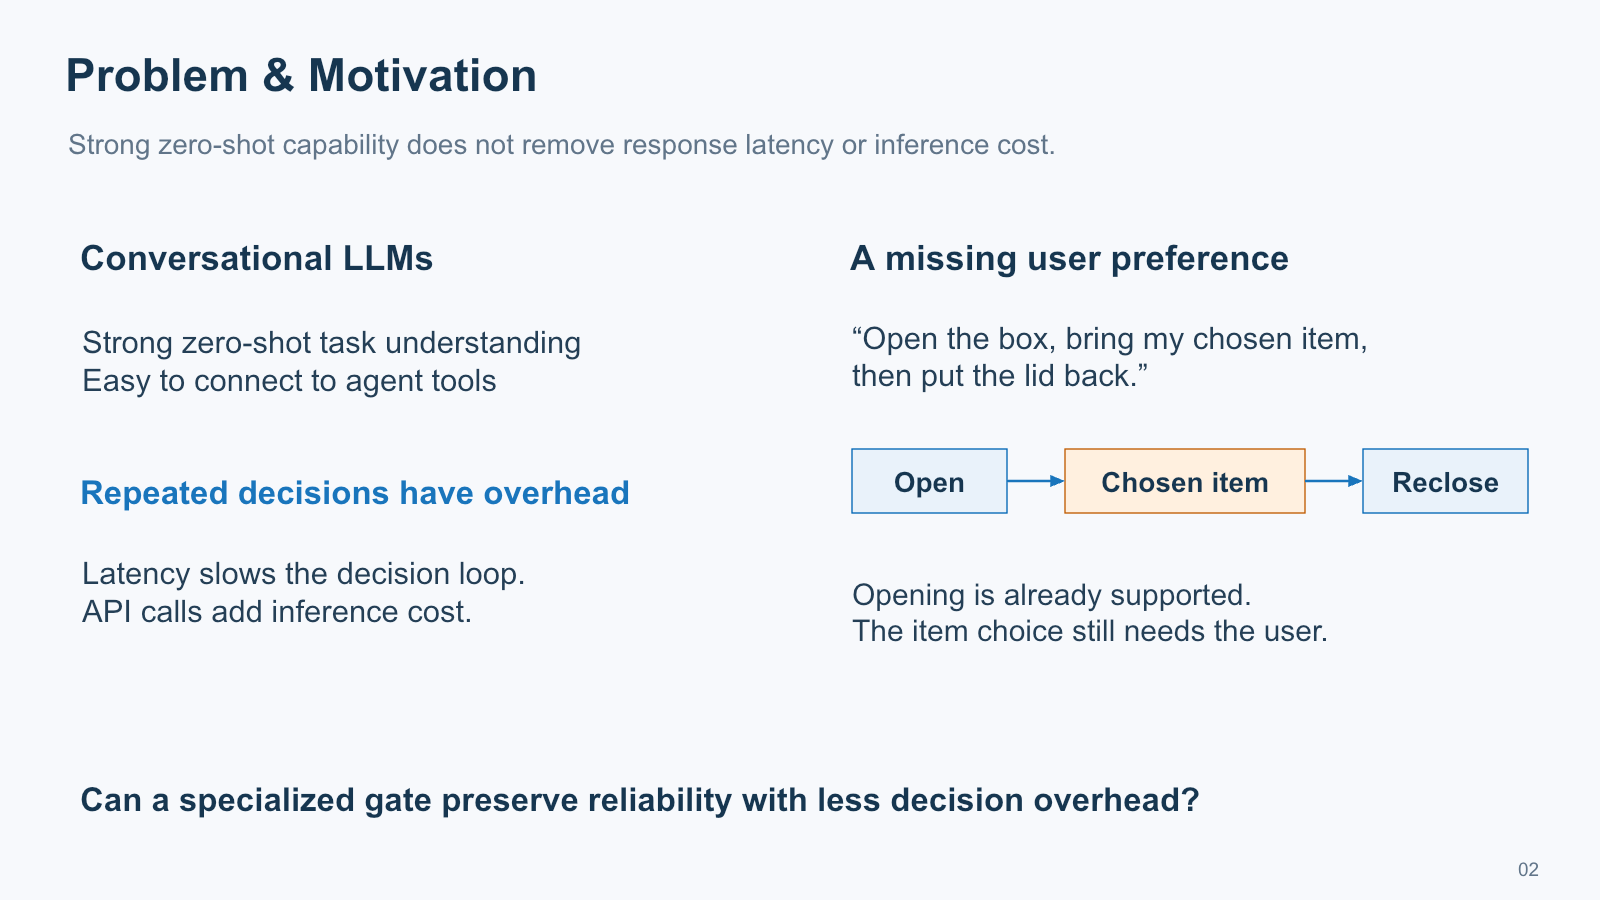 Problem & Motivation
Strong zero-shot capability does not remove response latency or inference cost.
Conversational LLMs
Strong zero-shot task understanding
Easy to connect to agent tools
Repeated decisions have overhead
Latency slows the decision loop.
API calls add inference cost.
A missing user preference
“Open the box, bring my chosen item,
then put the lid back.”
Open
Chosen item
Reclose
Opening is already supported.
The item choice still needs the user.
Can a specialized gate preserve reliability with less decision overhead?
02